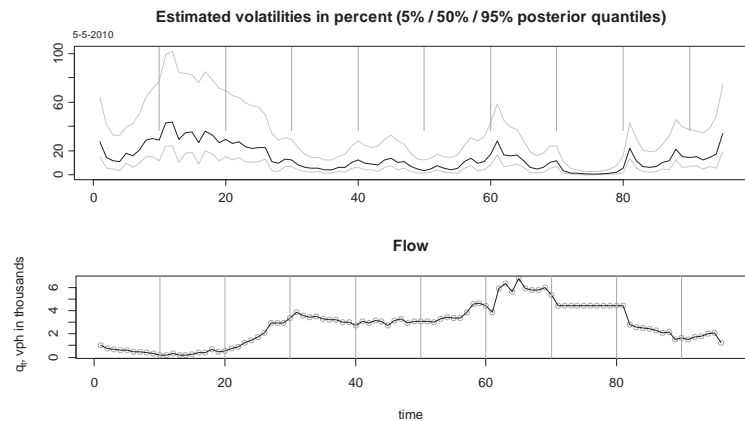 Estimated volatilities in percent (5% / 50% / 95% posterior quantiles)
5-5-2010
100
60
20
0
0 20 40 60 80
Flow
qt, vph in thousands
6
4
2
0
0 20 40 60 80
time